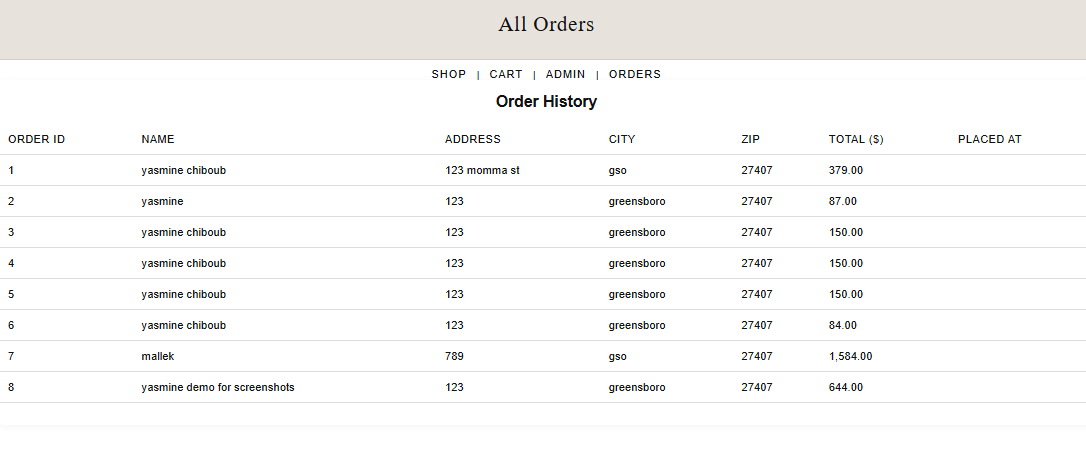 All Orders
SHOP | CART | ADMIN | ORDERS
Order History
ORDER ID NAME ADDRESS CITY ZIP TOTAL ($) PLACED AT
1 yasmine chiboub 123 momma st gso 27407 379.00
2 yasmine 123 greensboro 27407 87.00
3 yasmine chiboub 123 greensboro 27407 150.00
4 yasmine chiboub 123 greensboro 27407 150.00
5 yasmine chiboub 123 greensboro 27407 150.00
6 yasmine chiboub 123 greensboro 27407 84.00
7 mallek 789 gso 27407 1,584.00
8 yasmine demo for screenshots 123 greensboro 27407 644.00